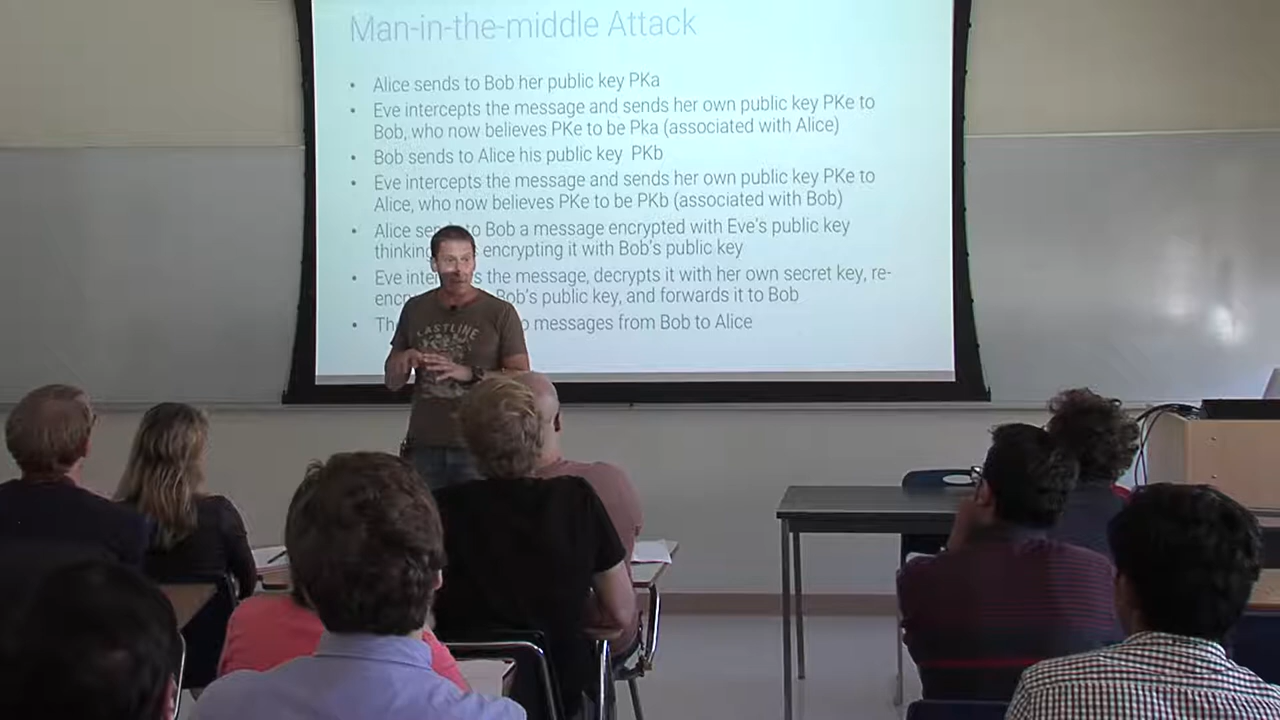 Man-in-the-middle Attack
• Alice sends to Bob her public key PKa
• Eve intercepts the message and sends her own public key PKe to
Bob, who now believes PKe to be Pka (associated with Alice)
• Bob sends to Alice his public key PKb
• Eve intercepts the message and sends her own public key PKe to
Alice, who now believes PKe to be PKb (associated with Bob)
• Alice to Bob a message encrypted with Eve's public key
encrypting it with Bob's public key
• Eve the message, decrypts it with her own secret key, re-
Bob's public key, and forwards it to Bob
• messages from Bob to Alice
LASTLINE